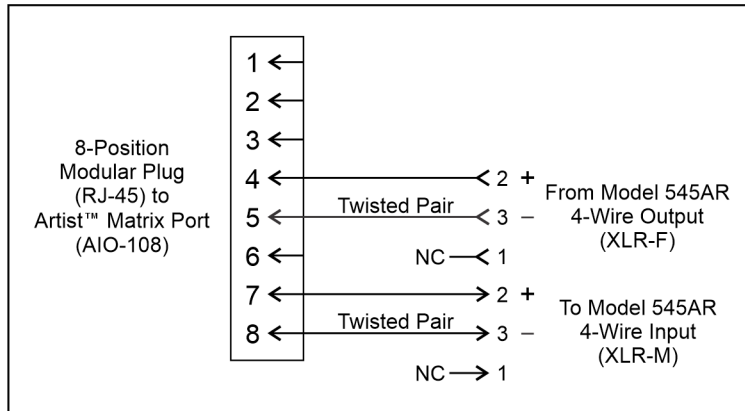 8-Position
Modular Plug
(RJ-45) to
Artist™ Matrix Port
(AIO-108)
1
2
3
4
5
6
7
8
Twisted Pair
Twisted Pair
2 +
3 –
NC 1
2 +
3 –
NC 1
From Model 545AR
4-Wire Output
(XLR-F)
To Model 545AR
4-Wire Input
(XLR-M)